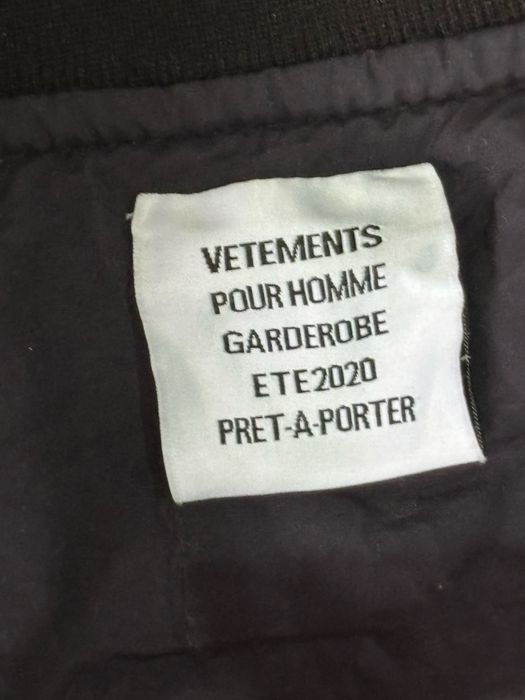 VETEMENTS
POUR HOMME
GARDEROBE
ETE2020
PRET-A-PORTER